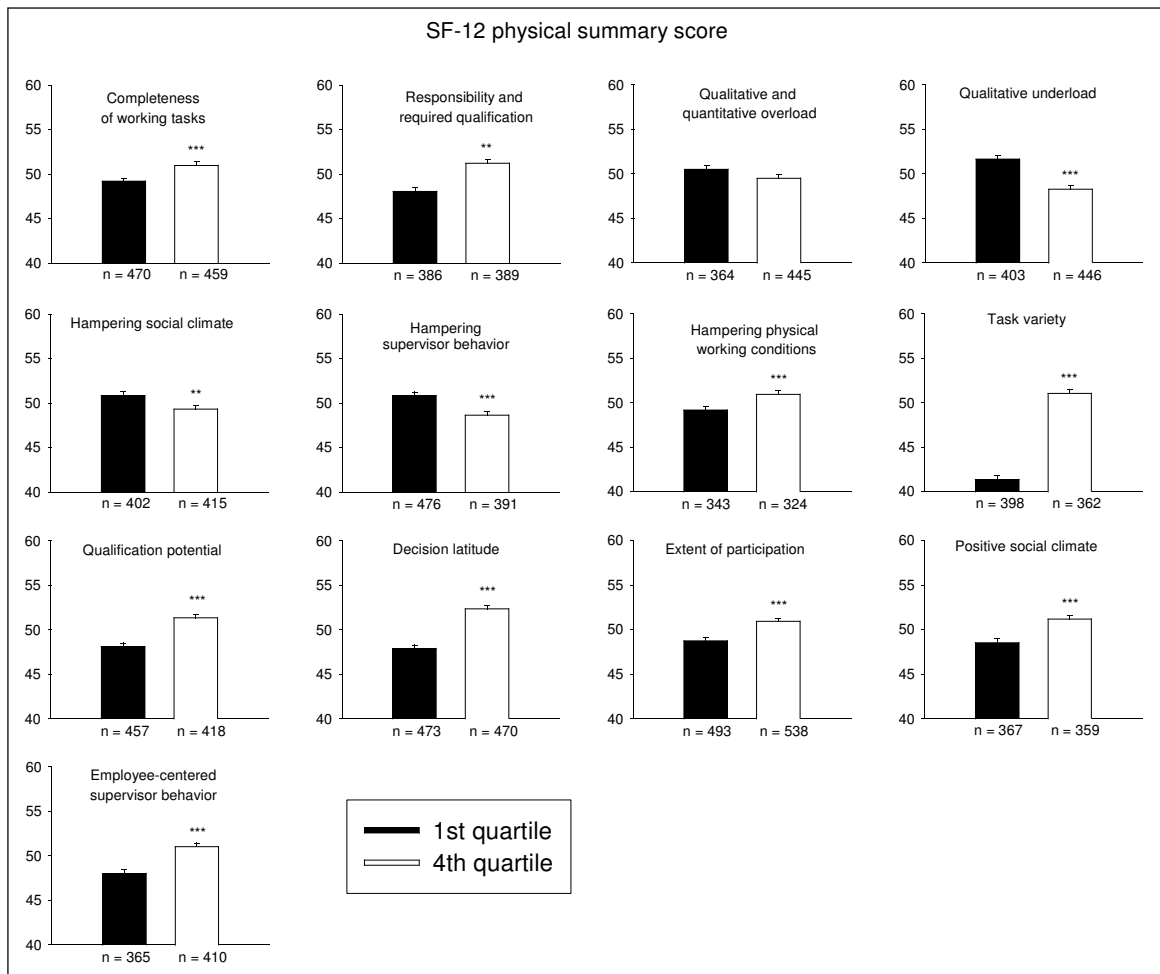 SF-12 physical summary score
Completeness
of working tasks
60
55
50
45
40
***
n = 470 n = 459
Responsibility and
required qualification
60
55
50
45
40
**
n = 386 n = 389
Qualitative and
quantitative overload
60
55
50
45
40
n = 364 n = 445
Qualitative underload
60
55
50
45
40
***
n = 403 n = 446
Hampering social climate
60
55
50
45
40
**
n = 402 n = 415
Hampering
supervisor behavior
60
55
50
45
40
***
n = 476 n = 391
Hampering physical
working conditions
60
55
50
45
40
***
n = 343 n = 324
Task variety
60
55
50
45
40
***
n = 398 n = 362
Qualification potential
60
55
50
45
40
***
n = 457 n = 418
Decision latitude
60
55
50
45
40
***
n = 473 n = 470
Extent of participation
60
55
50
45
40
***
n = 493 n = 538
Positive social climate
60
55
50
45
40
***
n = 367 n = 359
Employee-centered
supervisor behavior
60
55
50
45
40
***
n = 365 n = 410
1st quartile
4th quartile